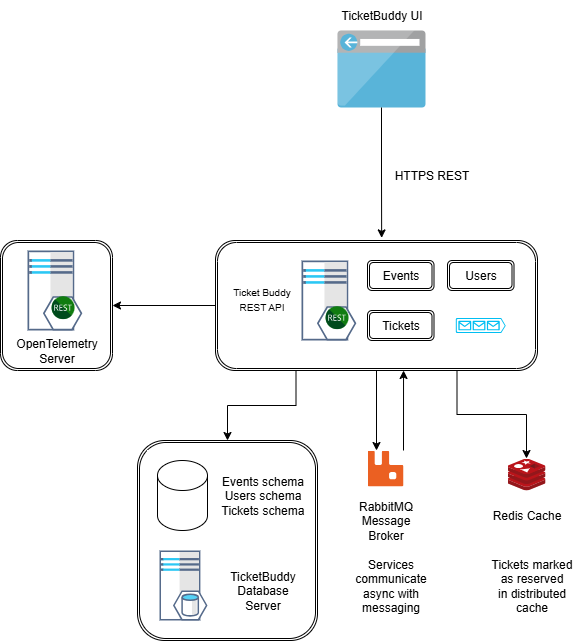 TicketBuddy UI
HTTPS REST
Ticket Buddy
REST API
REST
Events
Users
Tickets
REST
OpenTelemetry
Server
Events schema
Users schema
Tickets schema
TicketBuddy
Database
Server
RabbitMQ
Message
Broker
Services
communicate
async with
messaging
Redis Cache
Tickets marked
as reserved
in distributed
cache